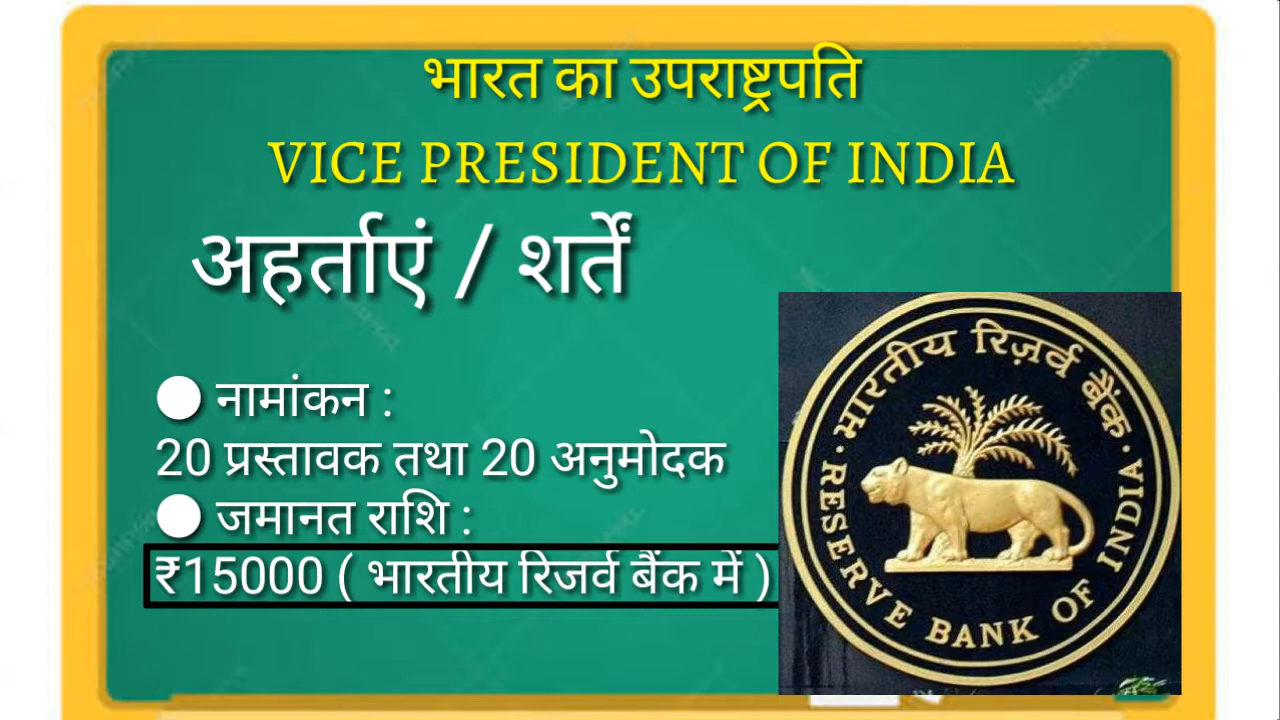 भारत का उपराष्ट्रपति
VICE PRESIDENT OF INDIA
अहर्ताएं / शर्तें
नामांकन :
20 प्रस्तावक तथा 20 अनुमोदक
जमानत राशि :
₹15000 ( भारतीय रिजर्व बैंक में )
भारतीय रिज़र्व बैंक
RESERVE BANK OF INDIA